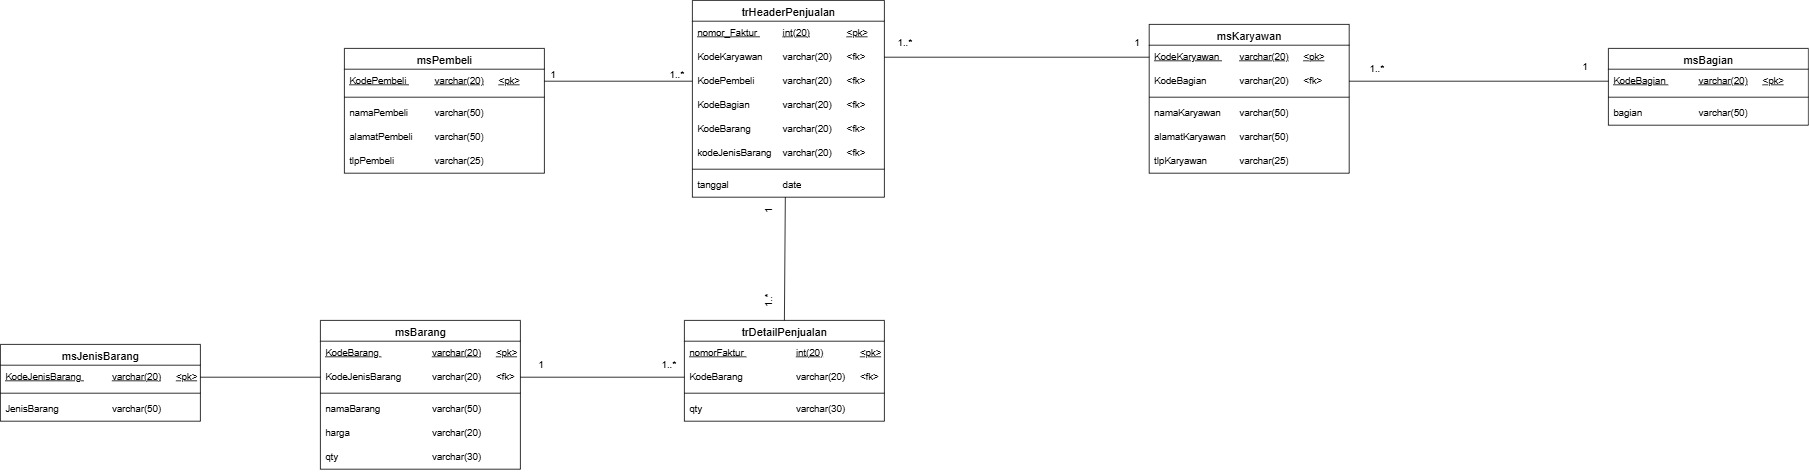 trHeaderPenjualan
nomor_Faktur int(20) <pk>
KodeKaryawan varchar(20) <fk>
KodePembeli varchar(20) <fk>
KodeBagian varchar(20) <fk>
KodeBarang varchar(20) <fk>
kodeJenisBarang varchar(20) <fk>
tanggal date
msPembeli
KodePembeli varchar(20) <pk>
namaPembeli varchar(50)
alamatPembeli varchar(50)
tlpPembeli varchar(25)
1
1..*
1..*
1
msKaryawan
KodeKaryawan varchar(20) <pk>
KodeBagian varchar(20) <fk>
namaKaryawan varchar(50)
alamatKaryawan varchar(50)
tlpKaryawan varchar(25)
1..*
1
msBagian
KodeBagian varchar(20) <pk>
bagian varchar(50)
1
1..*
msJenisBarang
KodeJenisBarang varchar(20) <pk>
JenisBarang varchar(50)
msBarang
KodeBarang varchar(20) <pk>
KodeJenisBarang varchar(20) <fk>
namaBarang varchar(50)
harga varchar(20)
qty varchar(30)
1
1..*
trDetailPenjualan
nomorFaktur int(20) <pk>
KodeBarang varchar(20) <fk>
qty varchar(30)